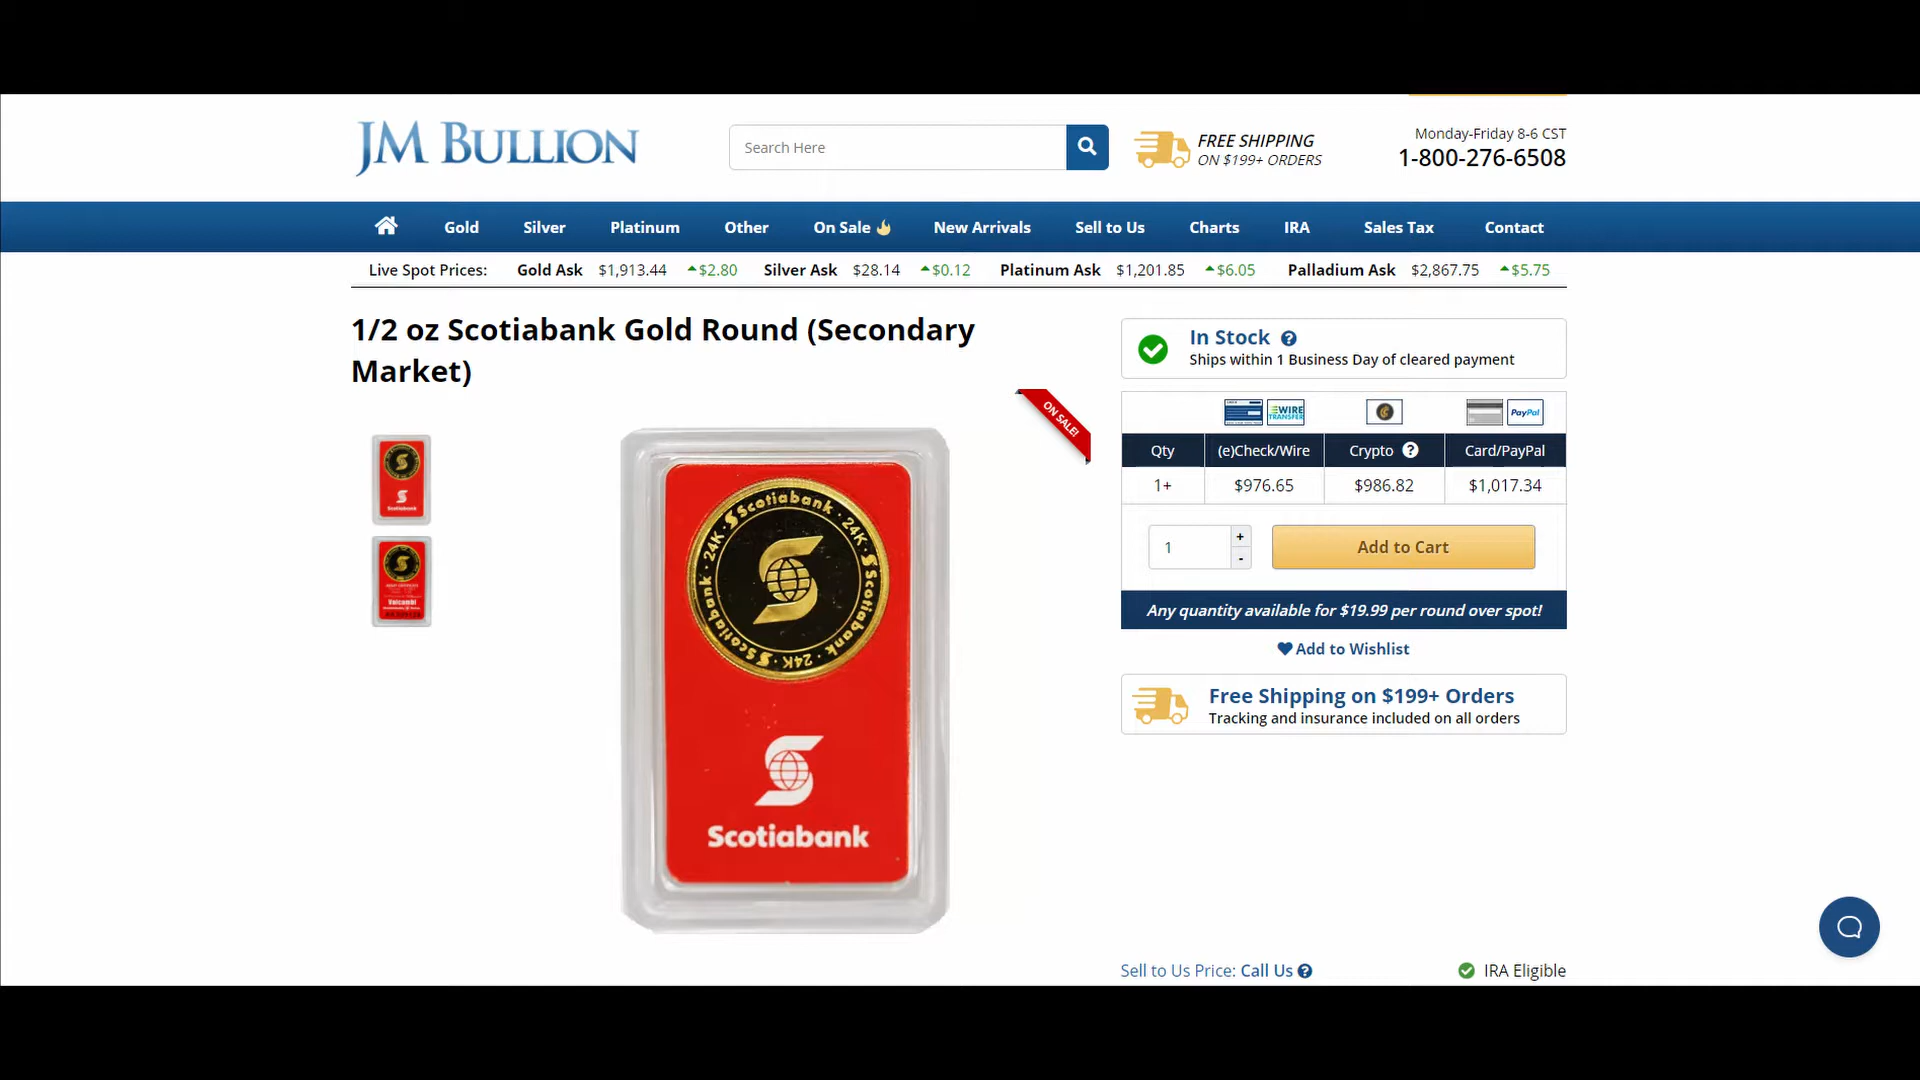 JM BULLION
Search Here
FREE SHIPPING
ON $199+ ORDERS
Monday-Friday 8-6 CST
1-800-276-6508
Gold Silver Platinum Other On Sale New Arrivals Sell to Us Charts IRA Sales Tax Contact
Live Spot Prices: Gold Ask $1,913.44 $2.80 Silver Ask $28.14 $0.12 Platinum Ask $1,201.85 $6.05 Palladium Ask $2,867.75 $5.75
1/2 oz Scotiabank Gold Round (Secondary
Market)
ON SALE!
Scotiabank · 24K · Scotiabank · 24K · Scotiabank · 24K ·
Scotiabank
Scotiabank
Valcambi
In Stock ?
Ships within 1 Business Day of cleared payment
WIRE
TRANSFER
PayPal
Qty (e)Check/Wire Crypto ? Card/PayPal
1+ $976.65 $986.82 $1,017.34
1 + -
Add to Cart
Any quantity available for $19.99 per round over spot!
Add to Wishlist
Free Shipping on $199+ Orders
Tracking and insurance included on all orders
Sell to Us Price: Call Us ?
IRA Eligible